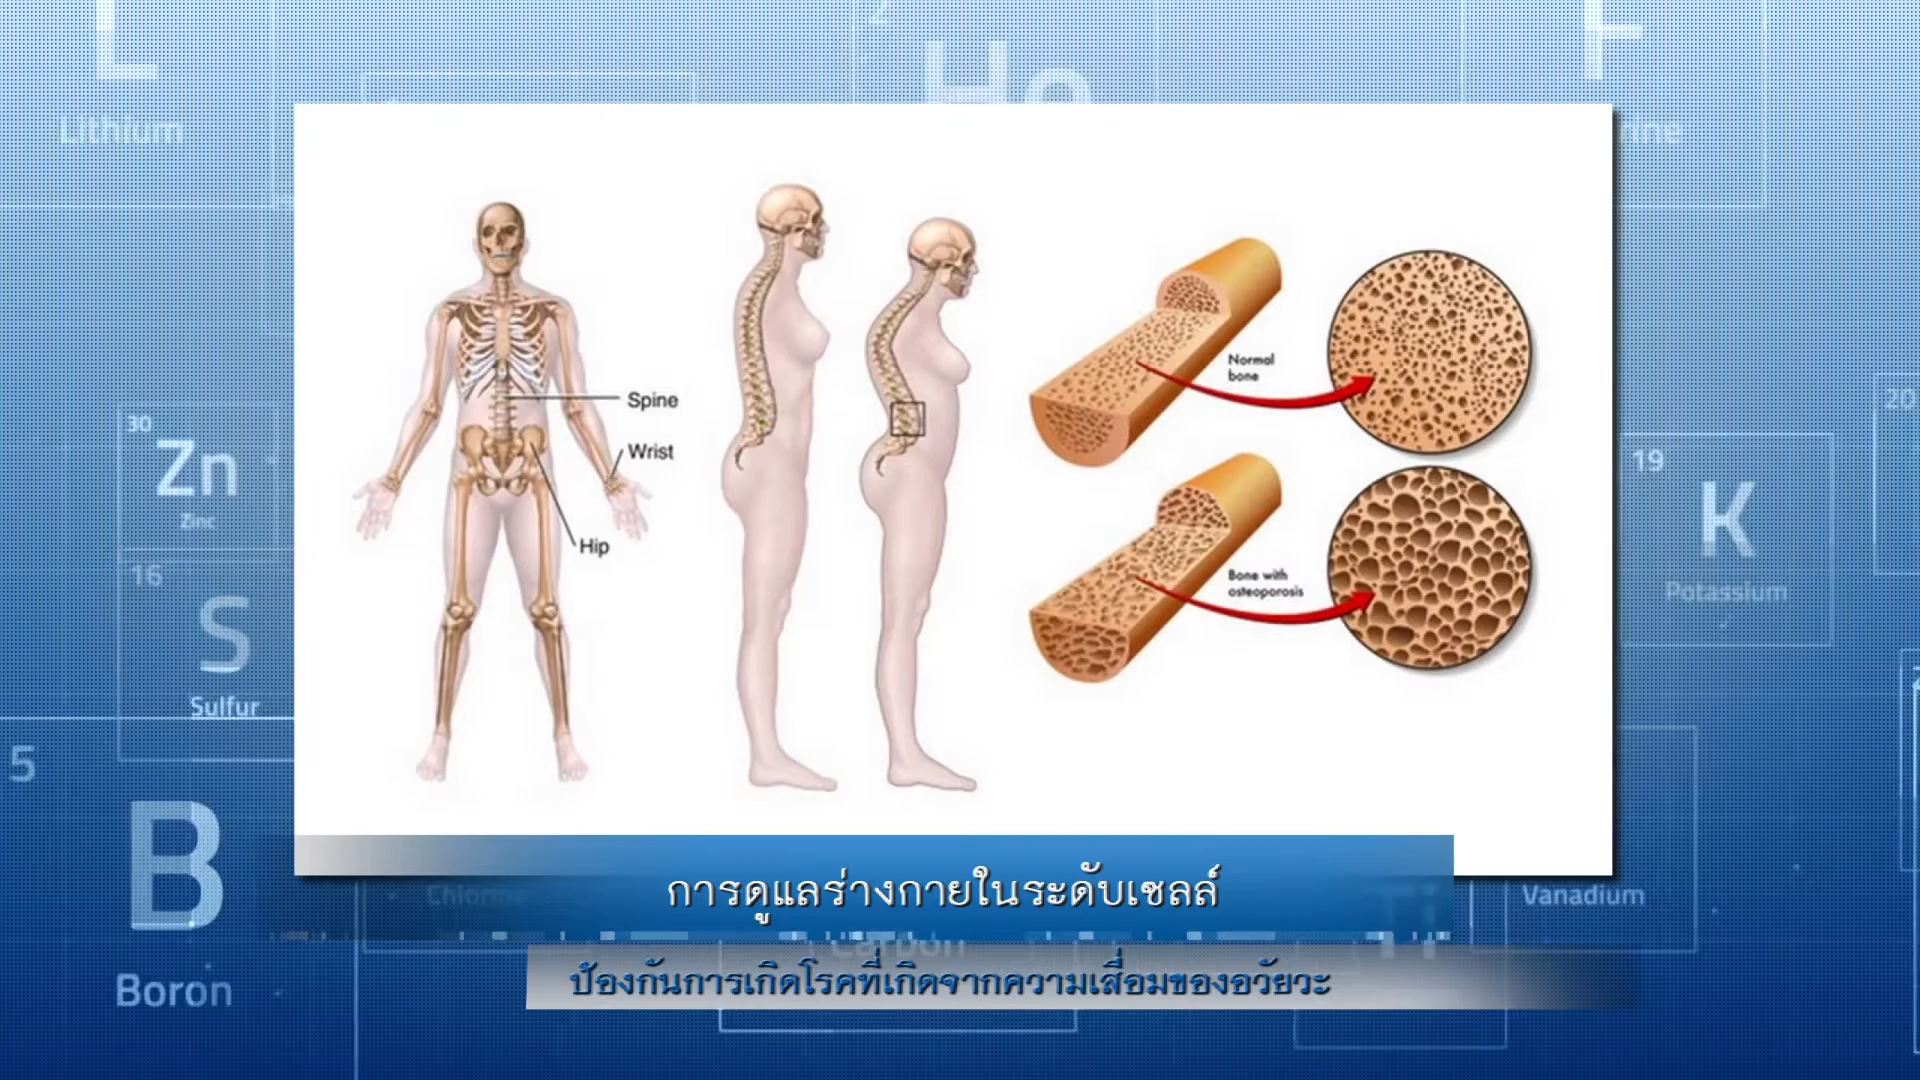 2
Lithium
30
Zn
Zinc
16
S
Sulfur
5
B
Boron
Spine
Wrist
Hip
Normal
bone
Bone with
osteoporosis
19
K
Potassium
20
Vanadium
การดูแลร่างกายในระดับเซลล์
Carbon
ป้องกันการเกิดโรคที่เกิดจากความเสื่อมของอวัยวะ